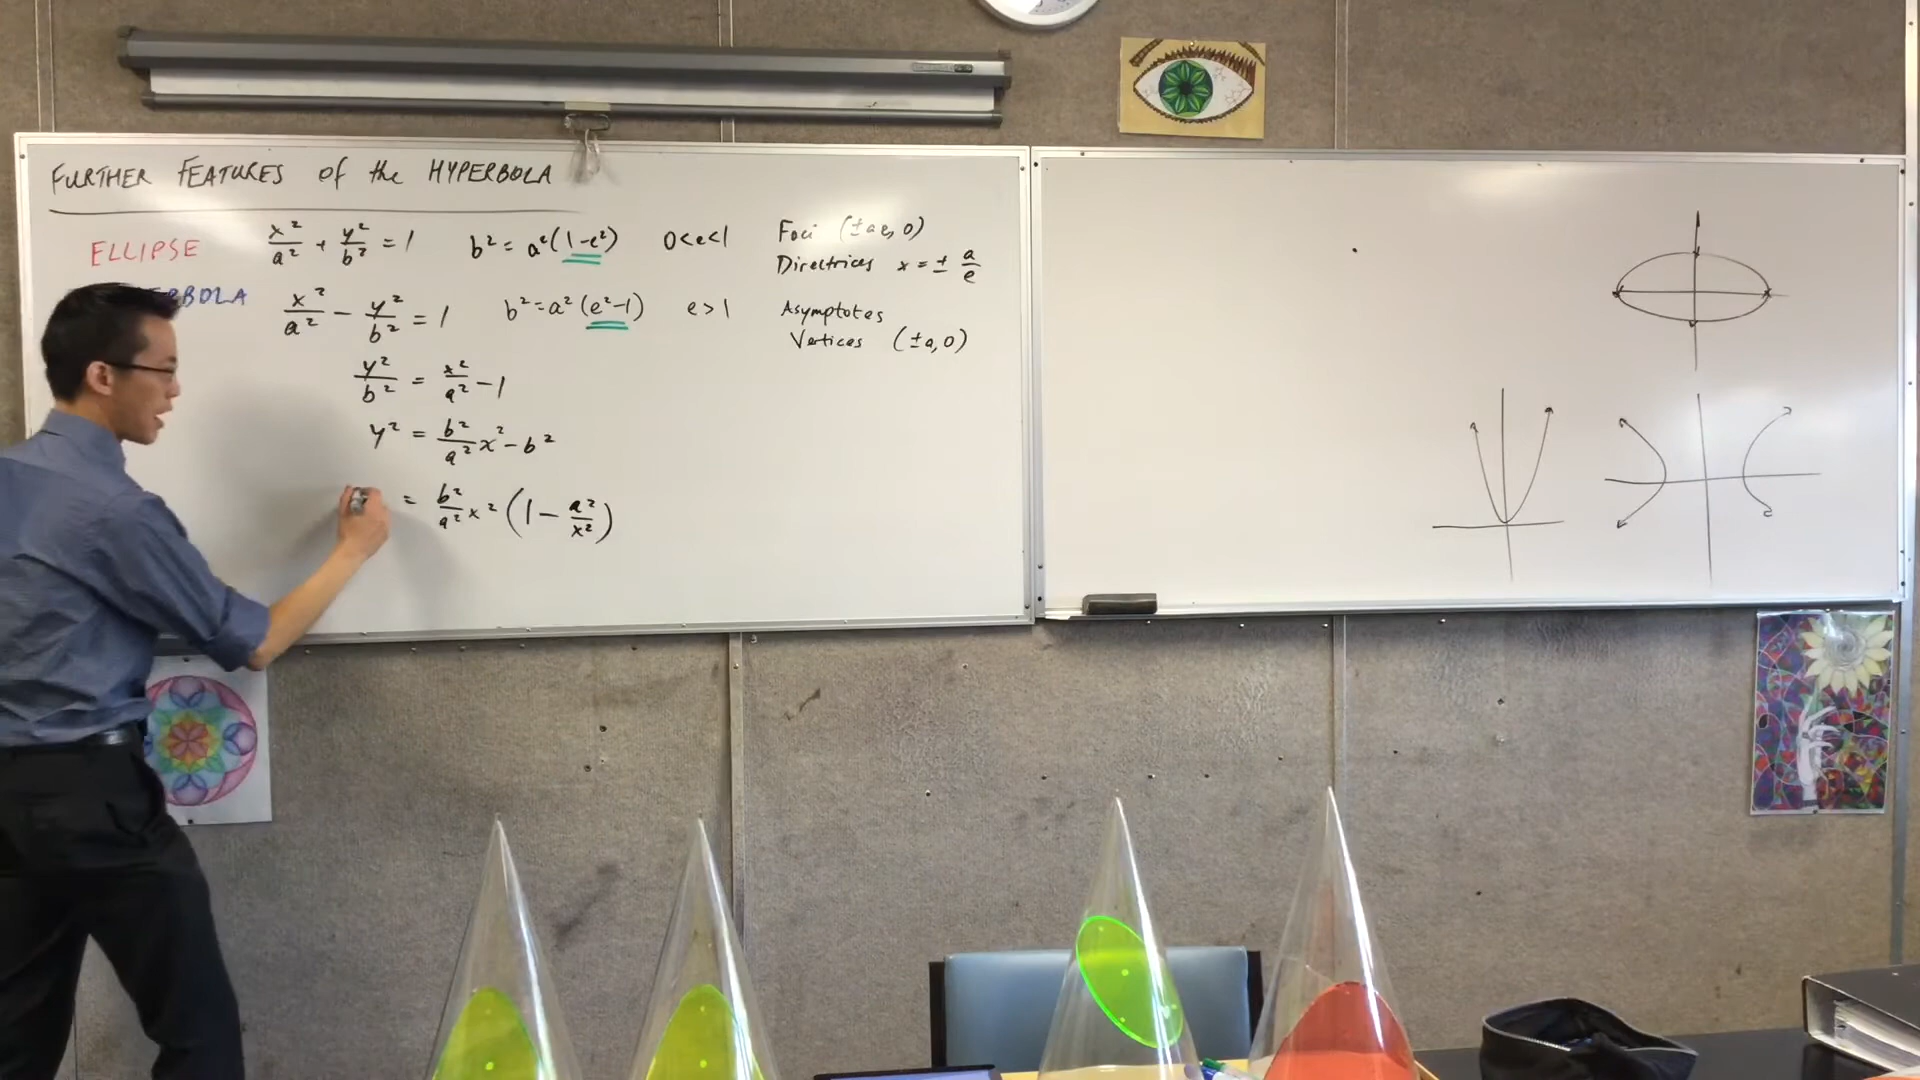 FURTHER FEATURES of the HYPERBOLA
ELLIPSE x²/a² + y²/b² = 1 b² = a²(1-e²) 0<e<1 Foci (±ae, 0)
Directrices x = ± a/e
x²/a² - y²/b² = 1 b² = a²(e²-1) e>1 Asymptotes
Vertices (±a, 0)
y²/b² = x²/a² - 1
y² = b²/a² x² - b²
= b²/a² x² (1 - a²/x²)